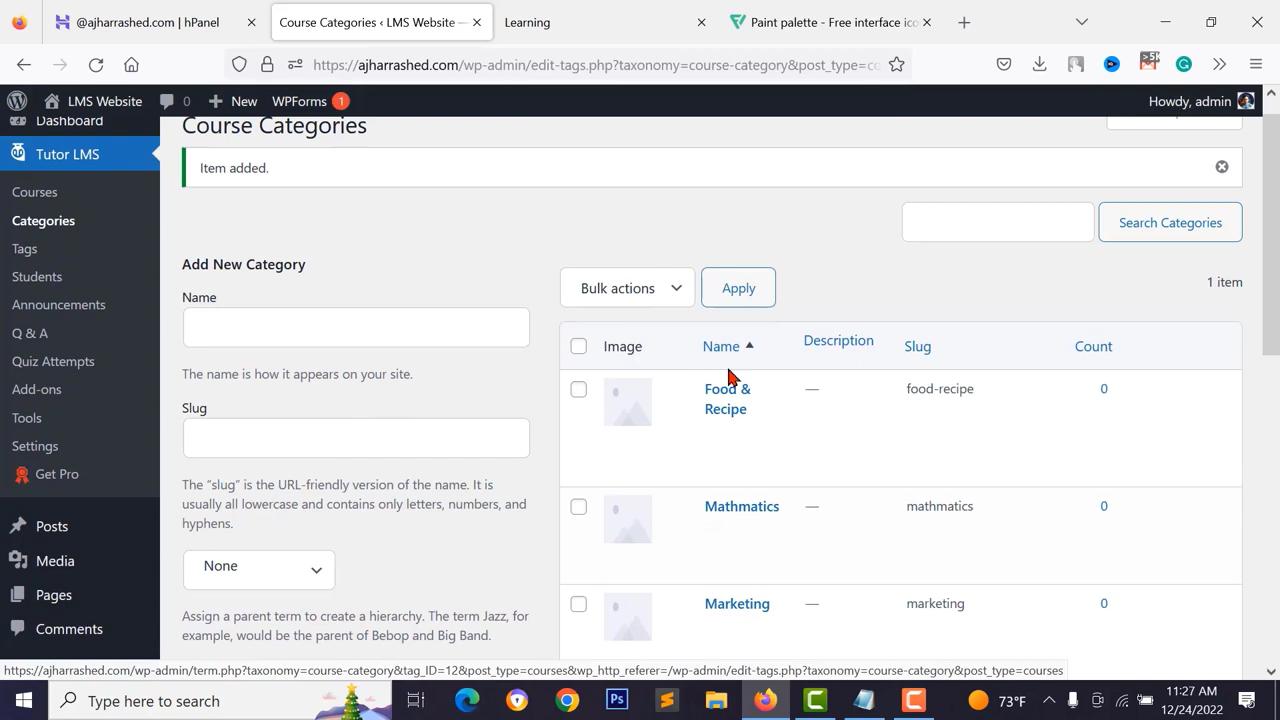 @ajharrashed.com | hPanel
Course Categories ‹ LMS Website —
Learning
Paint palette - Free interface ico
https://ajharrashed.com/wp-admin/edit-tags.php?taxonomy=course-category&post_type=co
>5K
LMS Website
0
New
WPForms
1
Howdy, admin
Dashboard
Course Categories
Tutor LMS
Item added.
Courses
Categories
Search Categories
Tags
Add New Category
Students
Bulk actions
Apply
1 item
Name
Announcements
Q & A
Image
Name
Description
Slug
Count
Quiz Attempts
The name is how it appears on your site.
Add-ons
Food &
Recipe
—
food-recipe
0
Slug
Tools
Settings
Get Pro
The “slug” is the URL-friendly version of the name. It is
usually all lowercase and contains only letters, numbers, and
hyphens.
Mathmatics
—
mathmatics
0
Posts
Media
None
Pages
Marketing
—
marketing
0
Assign a parent term to create a hierarchy. The term Jazz, for
example, would be the parent of Bebop and Big Band.
Comments
https://ajharrashed.com/wp-admin/term.php?taxonomy=course-category&tag_ID=12&post_type=courses&wp_http_referer=/wp-admin/edit-tags.php?taxonomy=course-category&post_type=courses
Type here to search
Ps
73°F
11:27 AM
12/24/2022